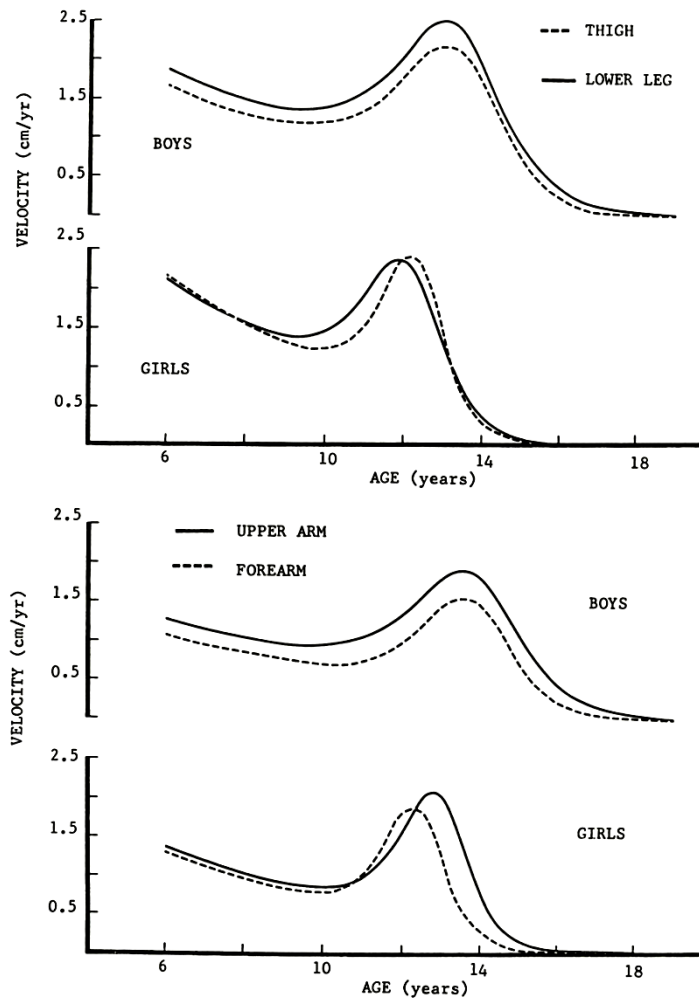 2.5
THIGH
1.5
LOWER LEG
BOYS
0.5
VELOCITY (cm/yr)
2.5
1.5
GIRLS
0.5
6 10 14 18
AGE (years)
2.5
UPPER ARM
FOREARM
1.5
BOYS
0.5
VELOCITY (cm/yr)
2.5
1.5
GIRLS
0.5
6 10 14 18
AGE (years)